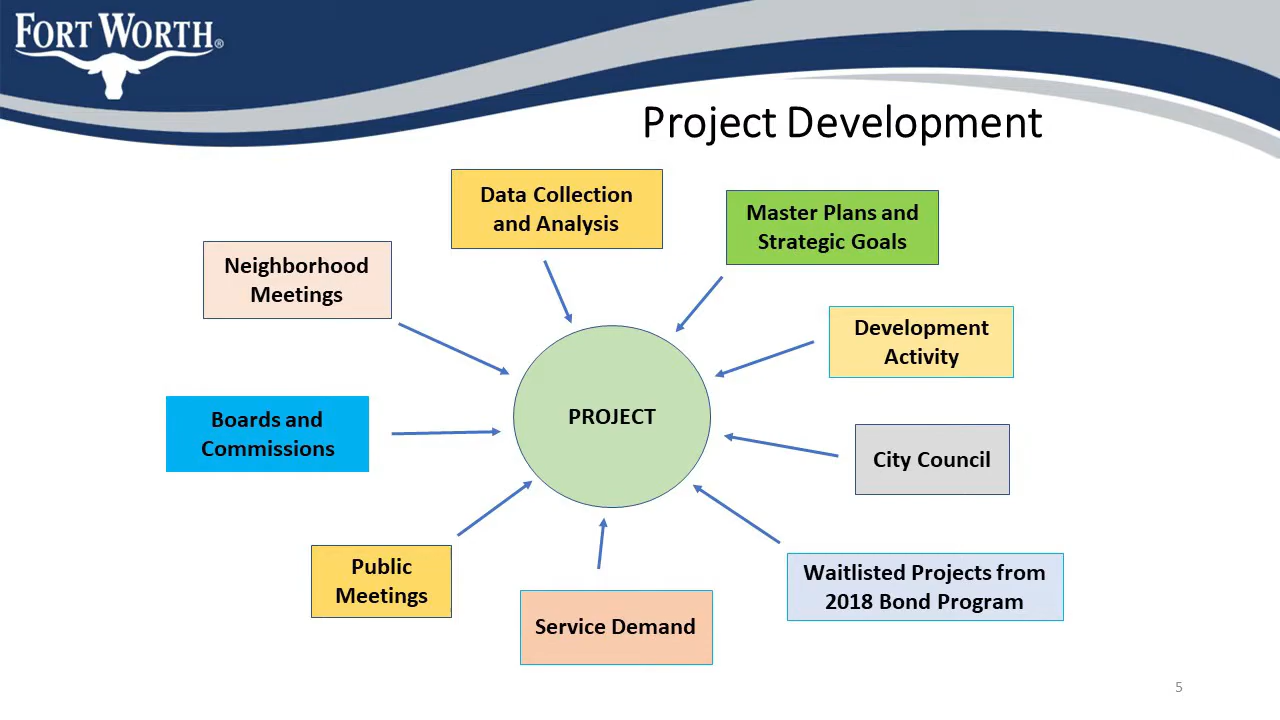 FORT WORTH®
Project Development
Data Collection
and Analysis
Master Plans and
Strategic Goals
Neighborhood
Meetings
Development
Activity
PROJECT
Boards and
Commissions
City Council
Public
Meetings
Waitlisted Projects from
2018 Bond Program
Service Demand
5